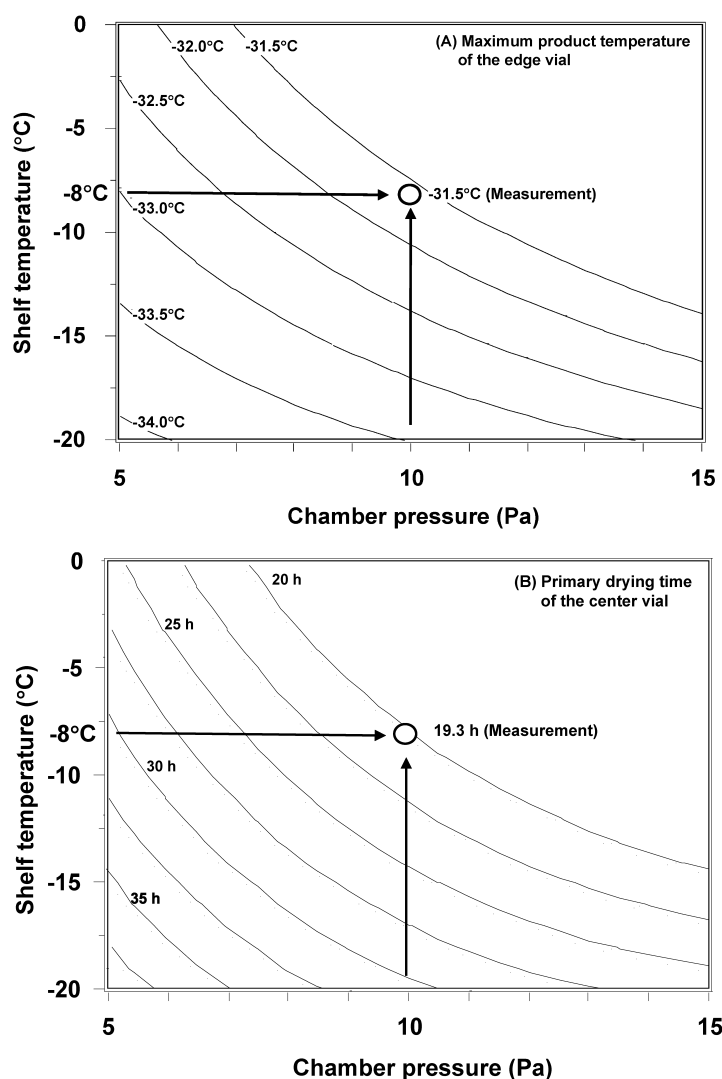 0
-5
-8°C
-10
-15
-20
Shelf temperature (°C)
(A) Maximum product temperature
of the edge vial
-32.0°C
-31.5°C
-32.5°C
-31.5°C (Measurement)
-33.0°C
-33.5°C
-34.0°C
5
10
15
Chamber pressure (Pa)
0
-5
-8°C
-10
-15
-20
Shelf temperature (°C)
(B) Primary drying time
of the center vial
20 h
25 h
19.3 h (Measurement)
30 h
35 h
5
10
15
Chamber pressure (Pa)